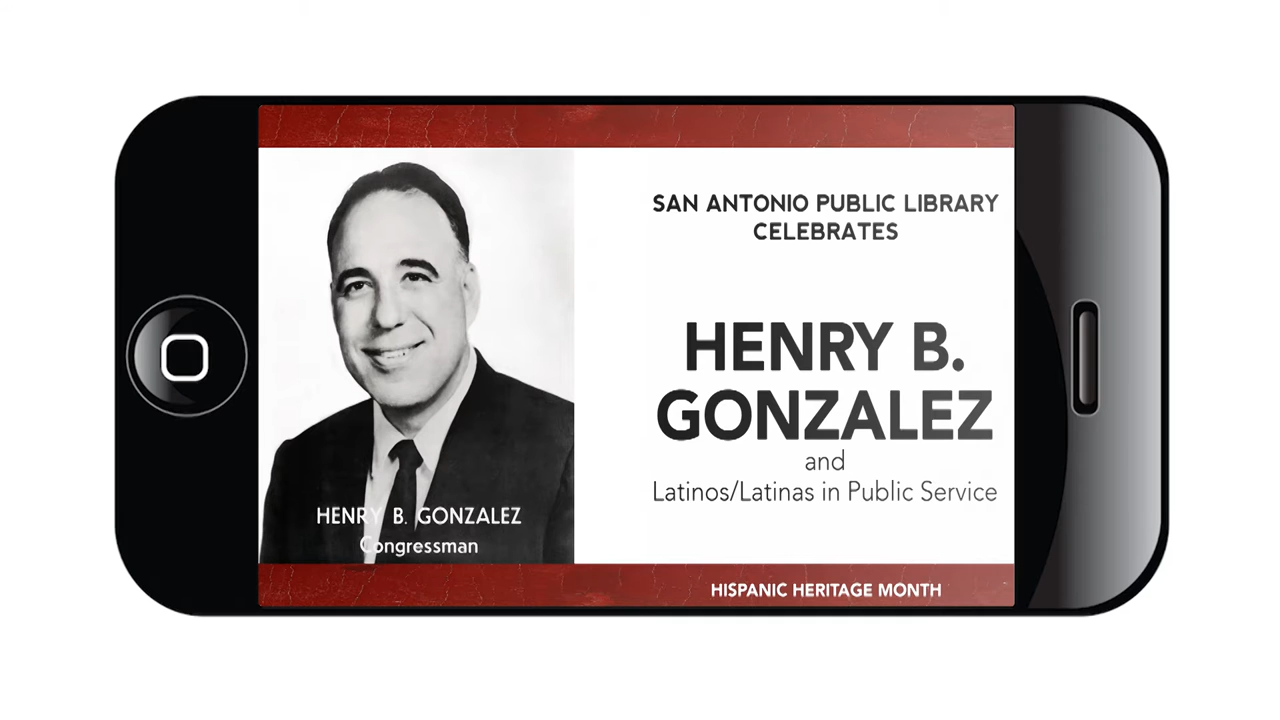 SAN ANTONIO PUBLIC LIBRARY
CELEBRATES
HENRY B.
GONZALEZ
and
Latinos/Latinas in Public Service
HENRY B. GONZALEZ
Congressman
HISPANIC HERITAGE MONTH